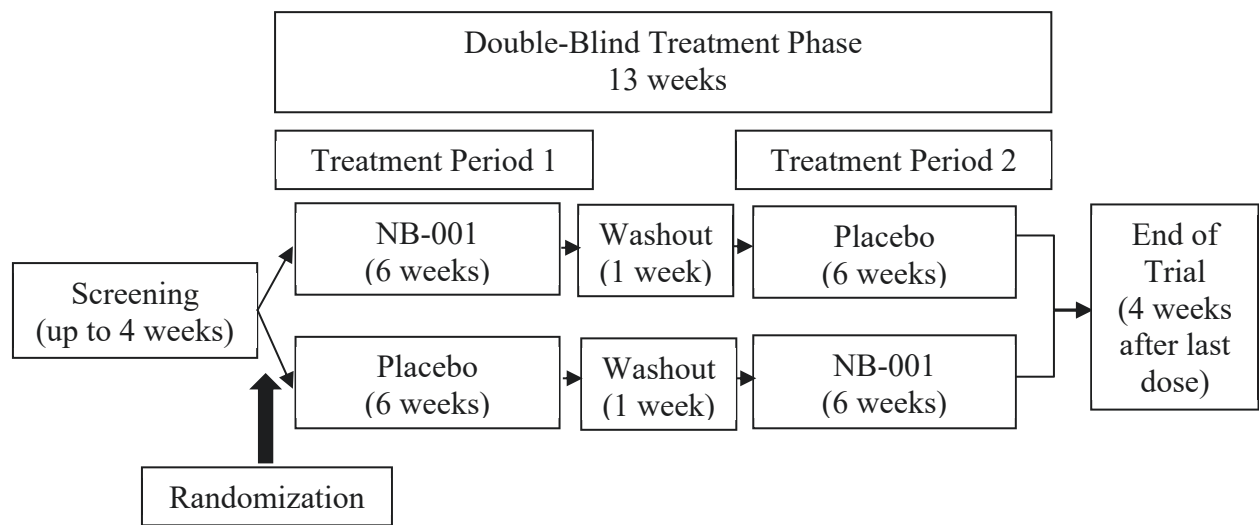 Double-Blind Treatment Phase
13 weeks
Treatment Period 1
Treatment Period 2
Screening
(up to 4 weeks)
NB-001
(6 weeks)
Washout
(1 week)
Placebo
(6 weeks)
Placebo
(6 weeks)
Washout
(1 week)
NB-001
(6 weeks)
End of
Trial
(4 weeks
after last
dose)
Randomization